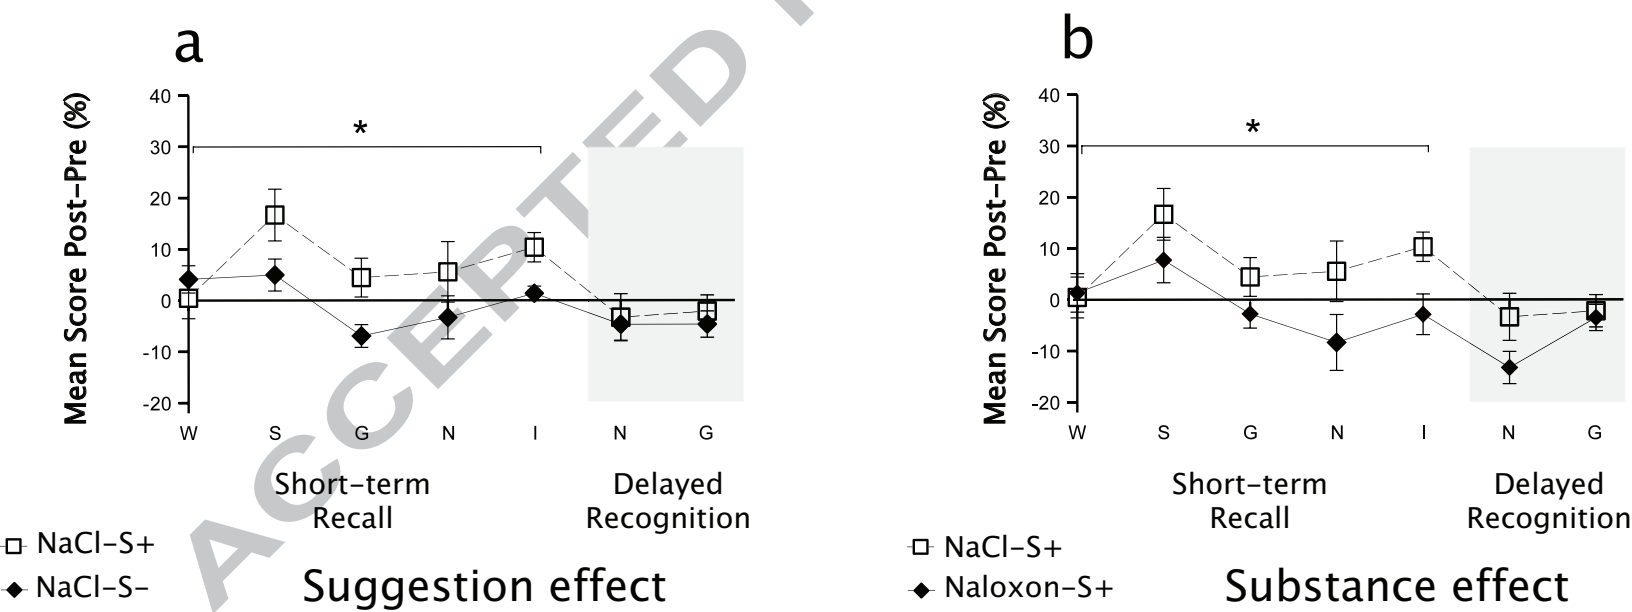 a
Mean Score Post-Pre (%)
40
30
20
10
0
-10
-20
*
W S G N I N G
Short-term
Recall
Delayed
Recognition
NaCl-S+
NaCl-S-
Suggestion effect
b
Mean Score Post-Pre (%)
40
30
20
10
0
-10
-20
*
W S G N I N G
Short-term
Recall
Delayed
Recognition
NaCl-S+
Naloxon-S+
Substance effect
ACCEPTED